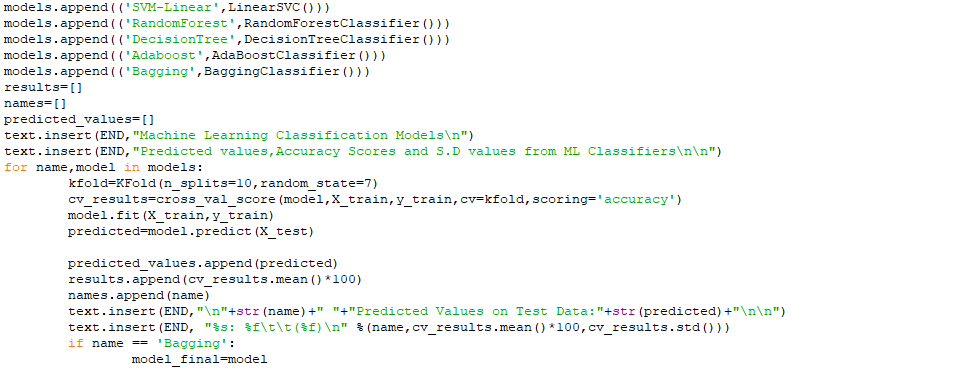 models.append(('SVM-Linear',LinearSVC()))
models.append(('RandomForest',RandomForestClassifier()))
models.append(('DecisionTree',DecisionTreeClassifier()))
models.append(('Adaboost',AdaBoostClassifier()))
models.append(('Bagging',BaggingClassifier()))
results=[]
names=[]
predicted_values=[]
text.insert(END,"Machine Learning Classification Models\n")
text.insert(END,"Predicted values,Accuracy Scores and S.D values from ML Classifiers\n\n")
for name,model in models:
        kfold=KFold(n_splits=10,random_state=7)
        cv_results=cross_val_score(model,X_train,y_train,cv=kfold,scoring='accuracy')
        model.fit(X_train,y_train)
        predicted=model.predict(X_test)

        predicted_values.append(predicted)
        results.append(cv_results.mean()*100)
        names.append(name)
        text.insert(END,"\n"+str(name)+" "+"Predicted Values on Test Data:"+str(predicted)+"\n\n")
        text.insert(END, "%s: %f\t\t(%f)\n" %(name,cv_results.mean()*100,cv_results.std()))
        if name == 'Bagging':
                model_final=model